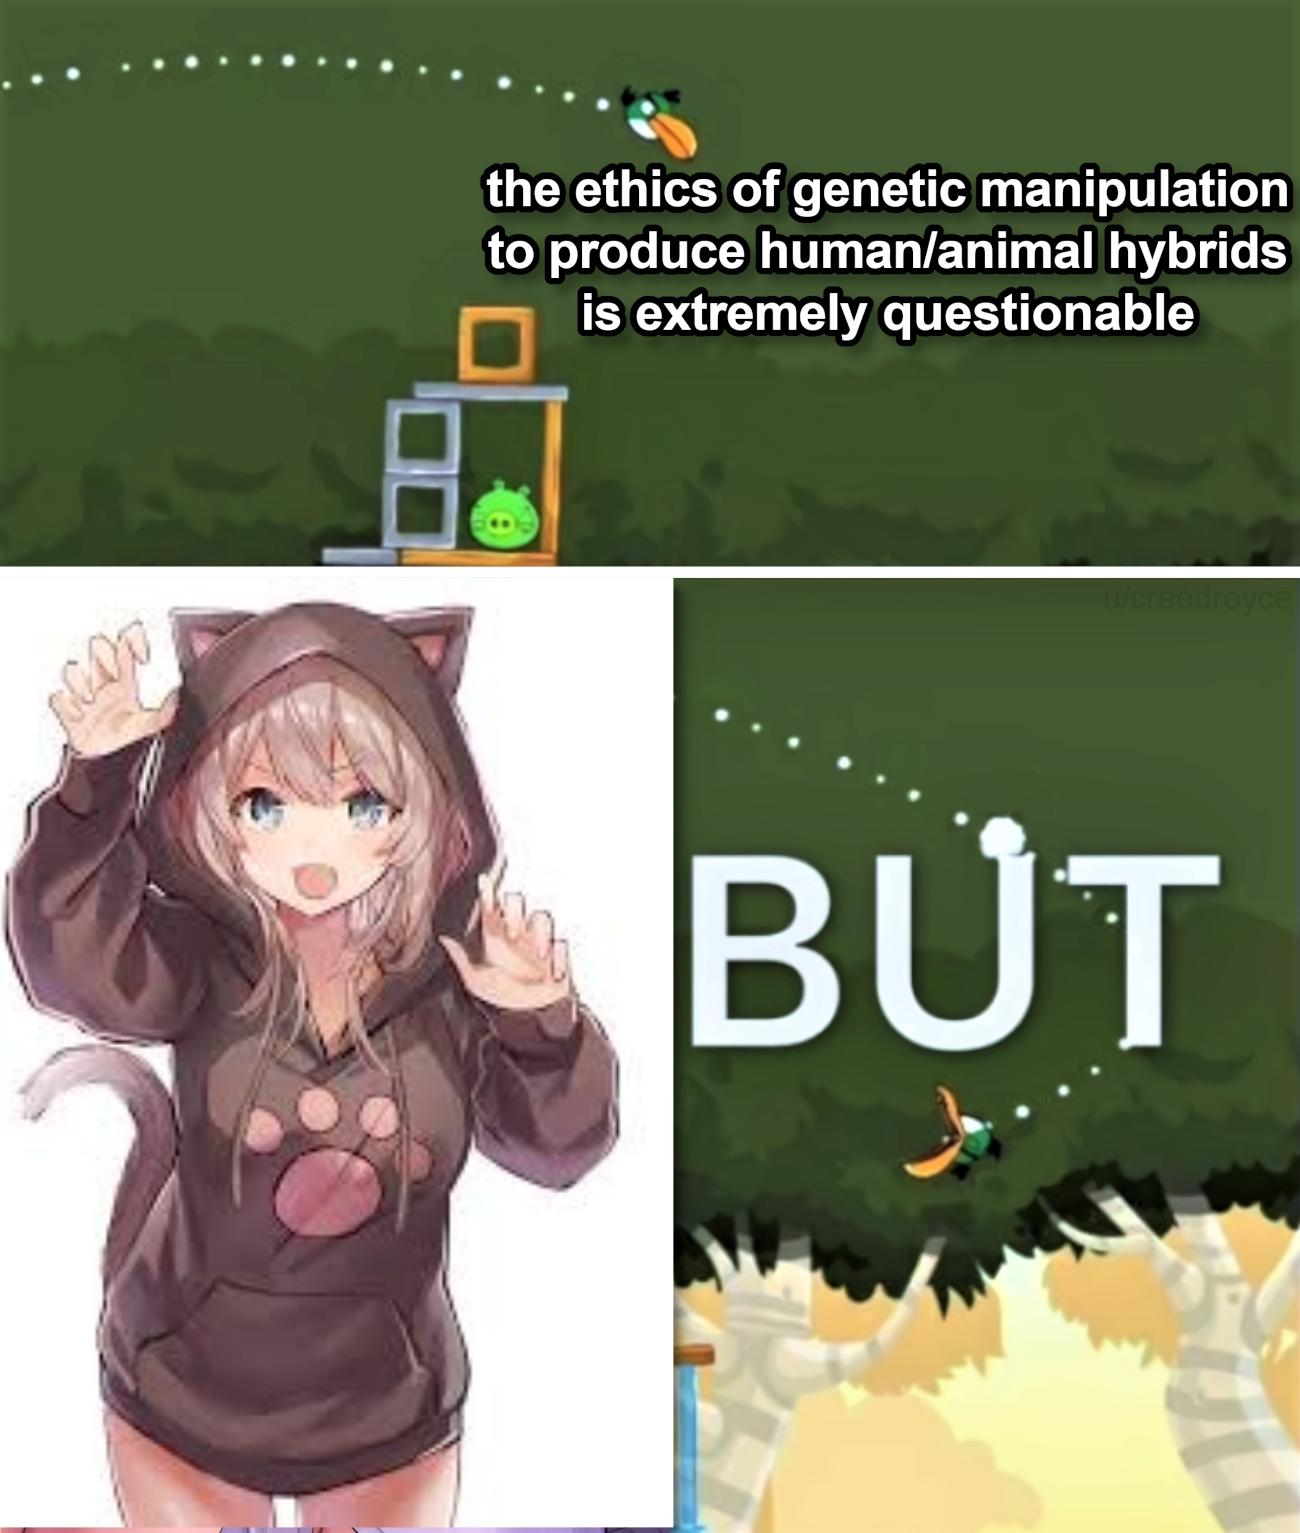 the ethics of genetic manipulation
to produce human/animal hybrids
is extremely questionable
u/creedroyce
BUT